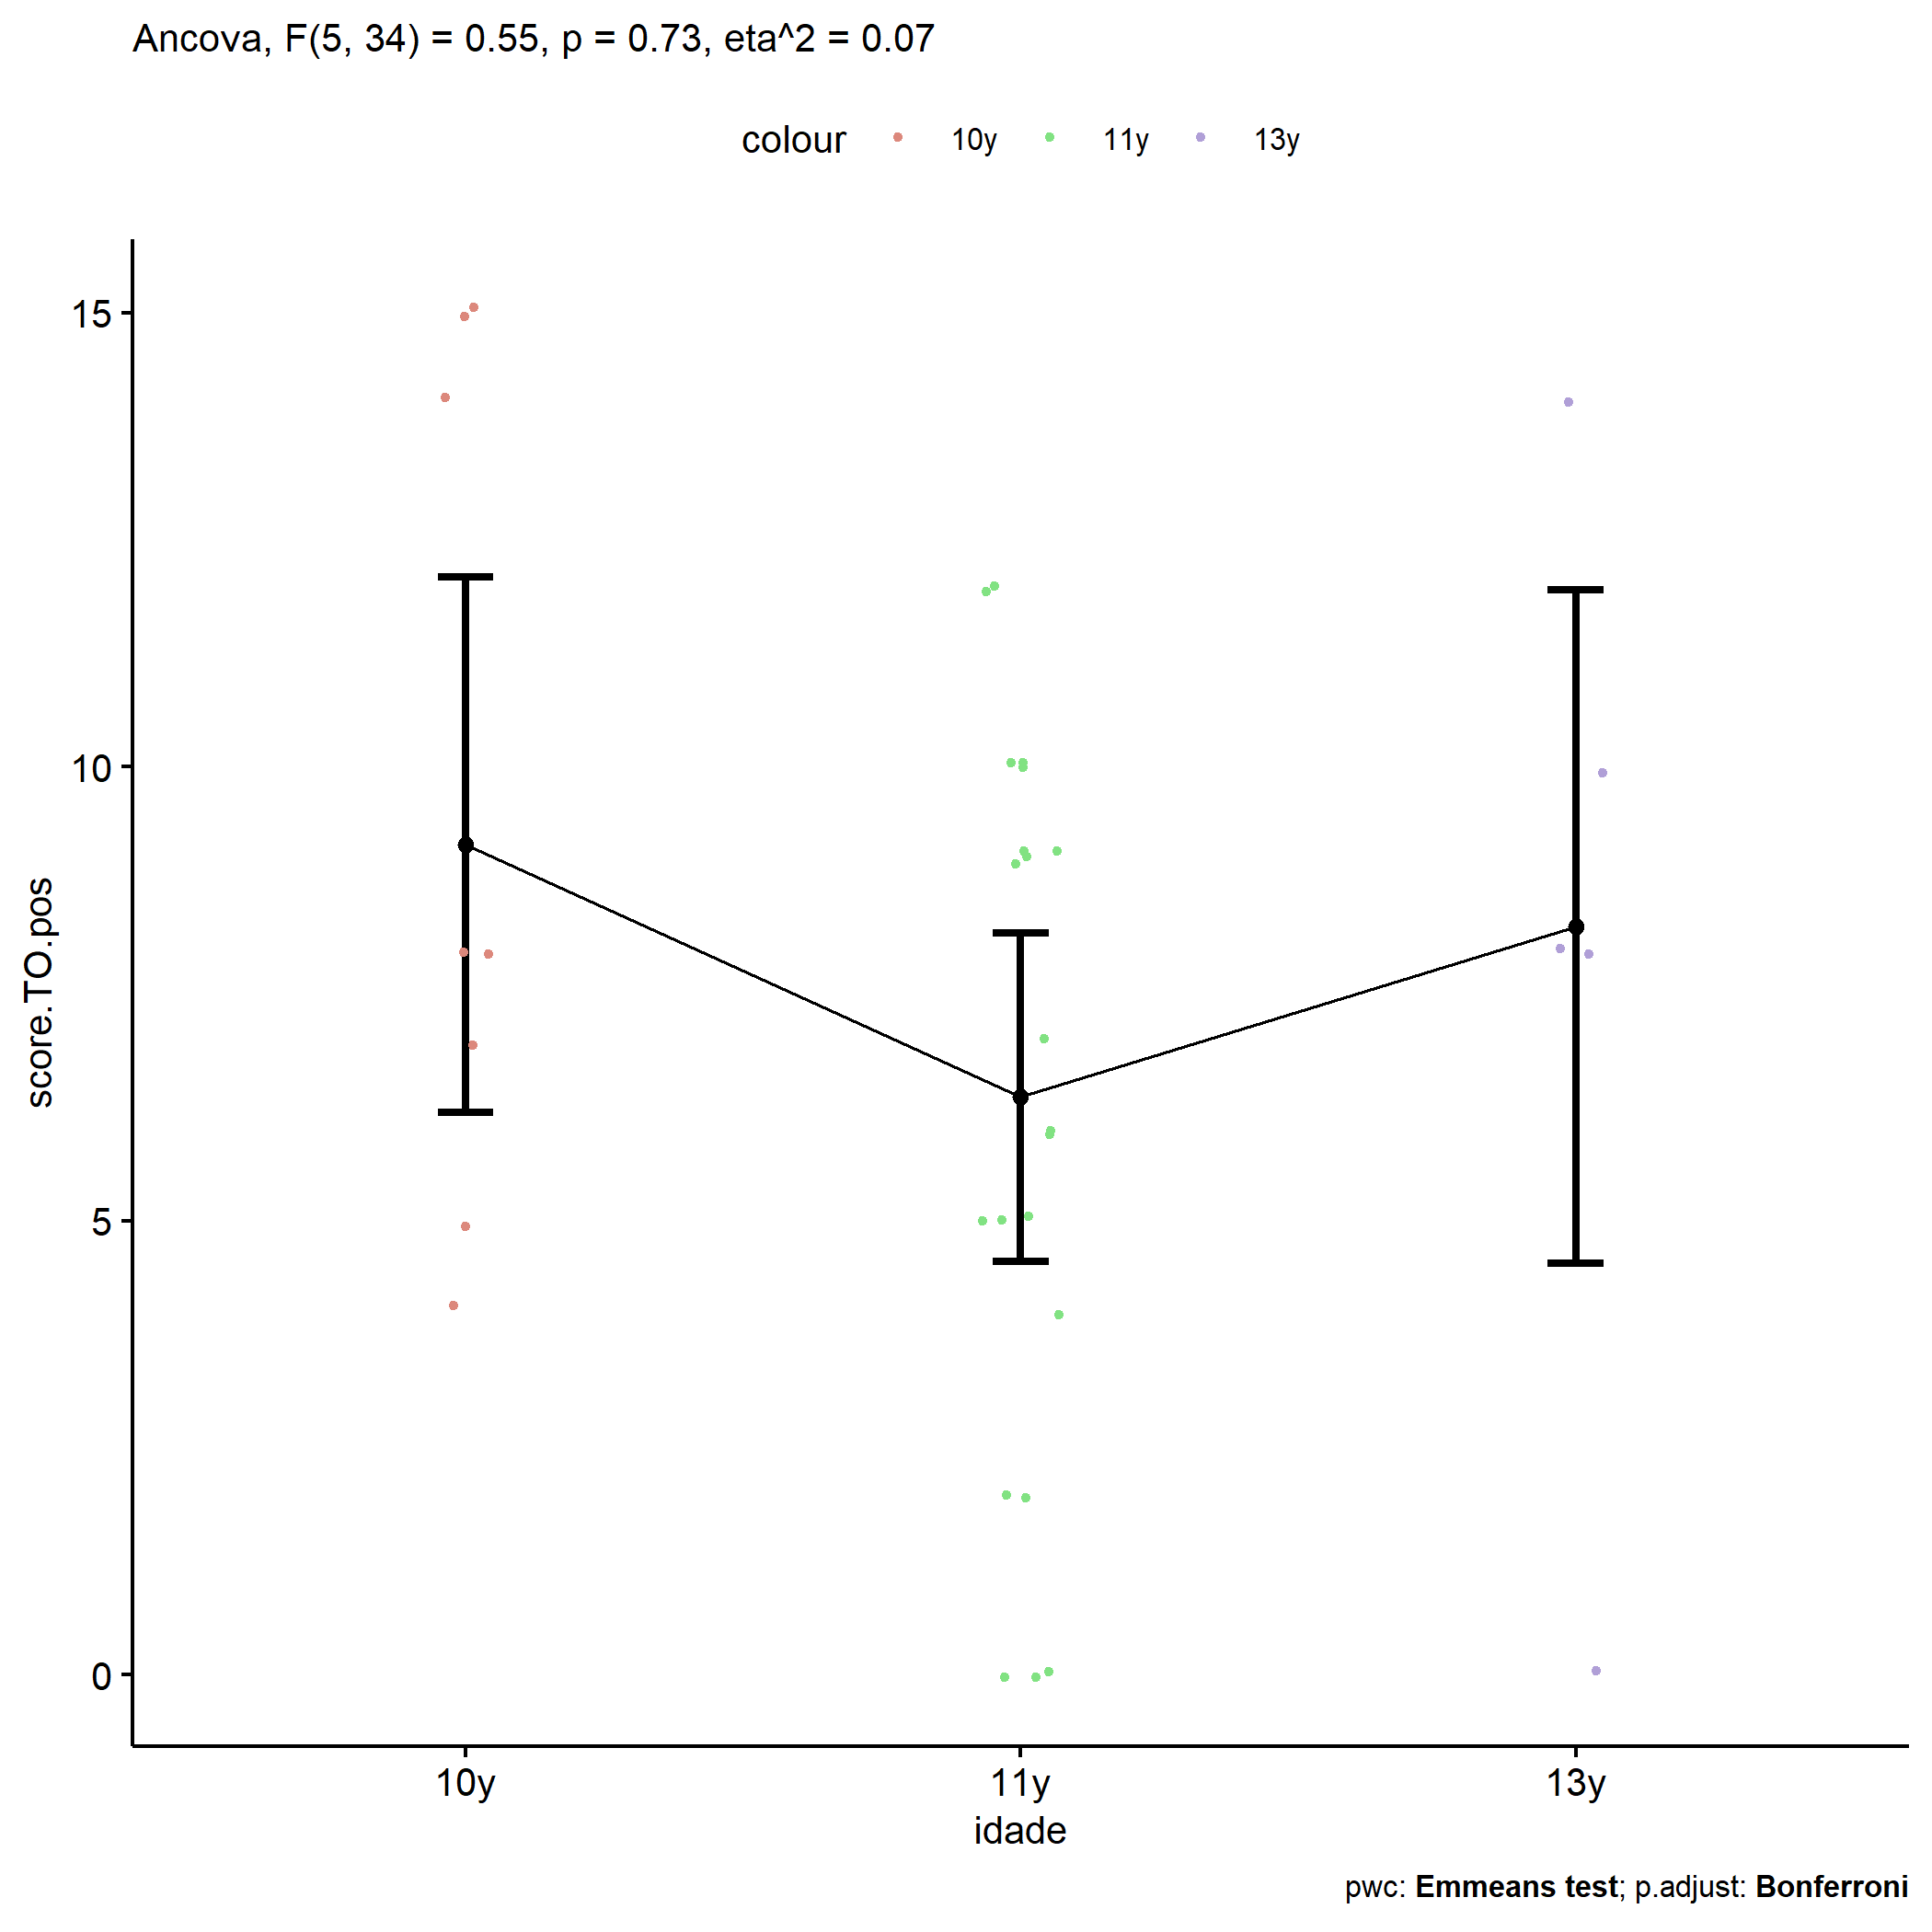 Ancova, F(5, 34) = 0.55, p = 0.73, eta^2 = 0.07
colour 10y 11y 13y
15
10
5
0
score.TO.pos
10y 11y 13y
idade
pwc: Emmeans test; p.adjust: Bonferroni